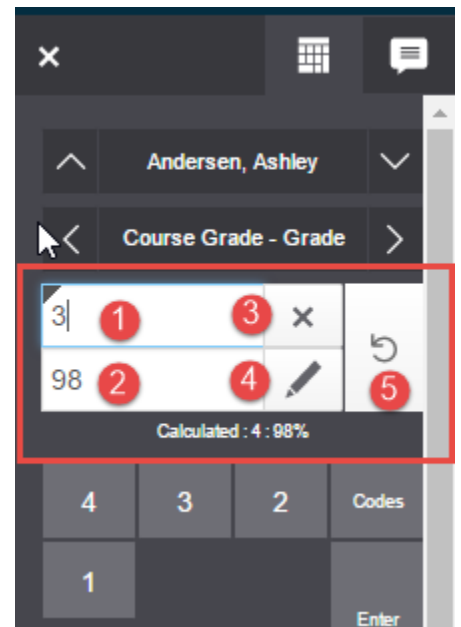 Andersen, Ashley
Course Grade - Grade
3 1 3
98 2 4 5
Calculated : 4 : 98%
4 3 2 Codes
1
Enter